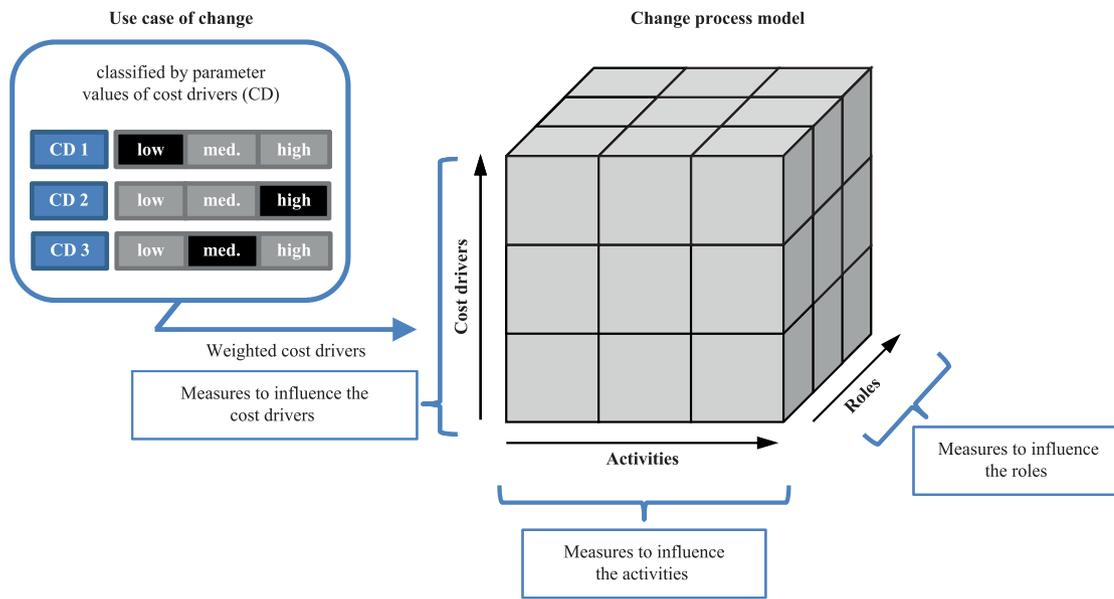 Use case of change
Change process model
classified by parameter
values of cost drivers (CD)
CD 1 low med. high
CD 2 low med. high
CD 3 low med. high
Cost drivers
Weighted cost drivers
Measures to influence the
cost drivers
Roles
Activities
Measures to influence
the roles
Measures to influence
the activities